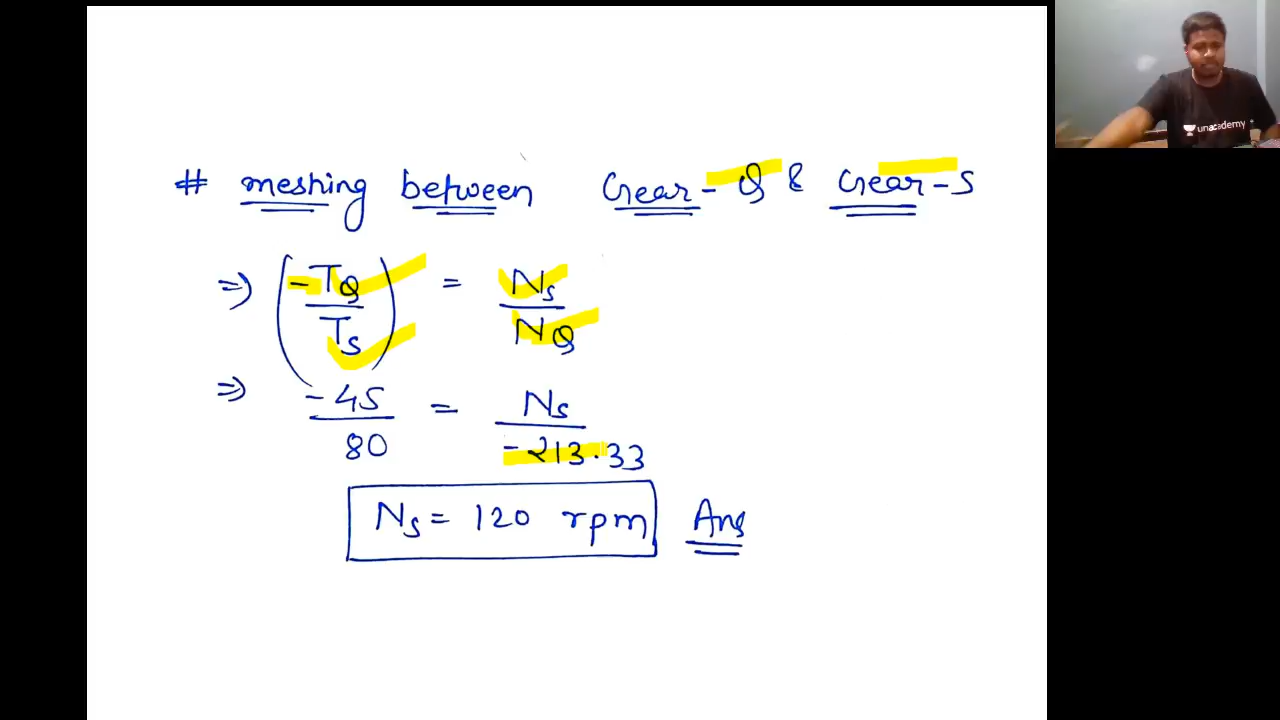 # meshing between Gear-Q & Gear-S
⇒ (-TQ/TS) = NS/NQ
⇒ -45/80 = NS/-213.33
NS = 120 rpm Ans
unacademy